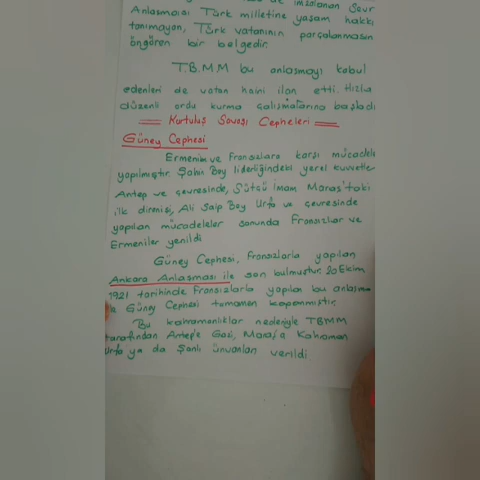 de imzalanan Sevr
Anlaşması Türk milletine yaşam hakkı
tanımayan, Türk vatanının parçalanmasını
öngören bir belgedir.
T.B.M.M bu anlaşmayı kabul
edenleri de vatan haini ilan etti. Hızla
düzenli ordu kurma çalışmalarına başladı
Kurtuluş Savaşı Cepheleri
Güney Cephesi
Ermeni ve Fransızlara karşı mücadele
yapılmıştır. Şahin Bey liderliğindeki yerel kuvvetler
Antep ve çevresinde, Sütçü İmam Maraş'taki
ilk direnişi, Ali Saip Bey Urfa ve çevresinde
yapılan mücadeleler sonunda Fransızlar ve
Ermeniler yenildi
Güney Cephesi, Fransızlarla yapılan
Ankara Anlaşması ile son bulmuştur. 20 Ekim
1921 tarihinde Fransızlarla yapılan bu anlaşma
ile Güney Cephesi tamamen kapanmıştır.
Bu kahramanlıklar nedeniyle TBMM
tarafından Antep'e Gazi, Maraş'a Kahraman
Urfa ya da Şanlı ünvanları verildi